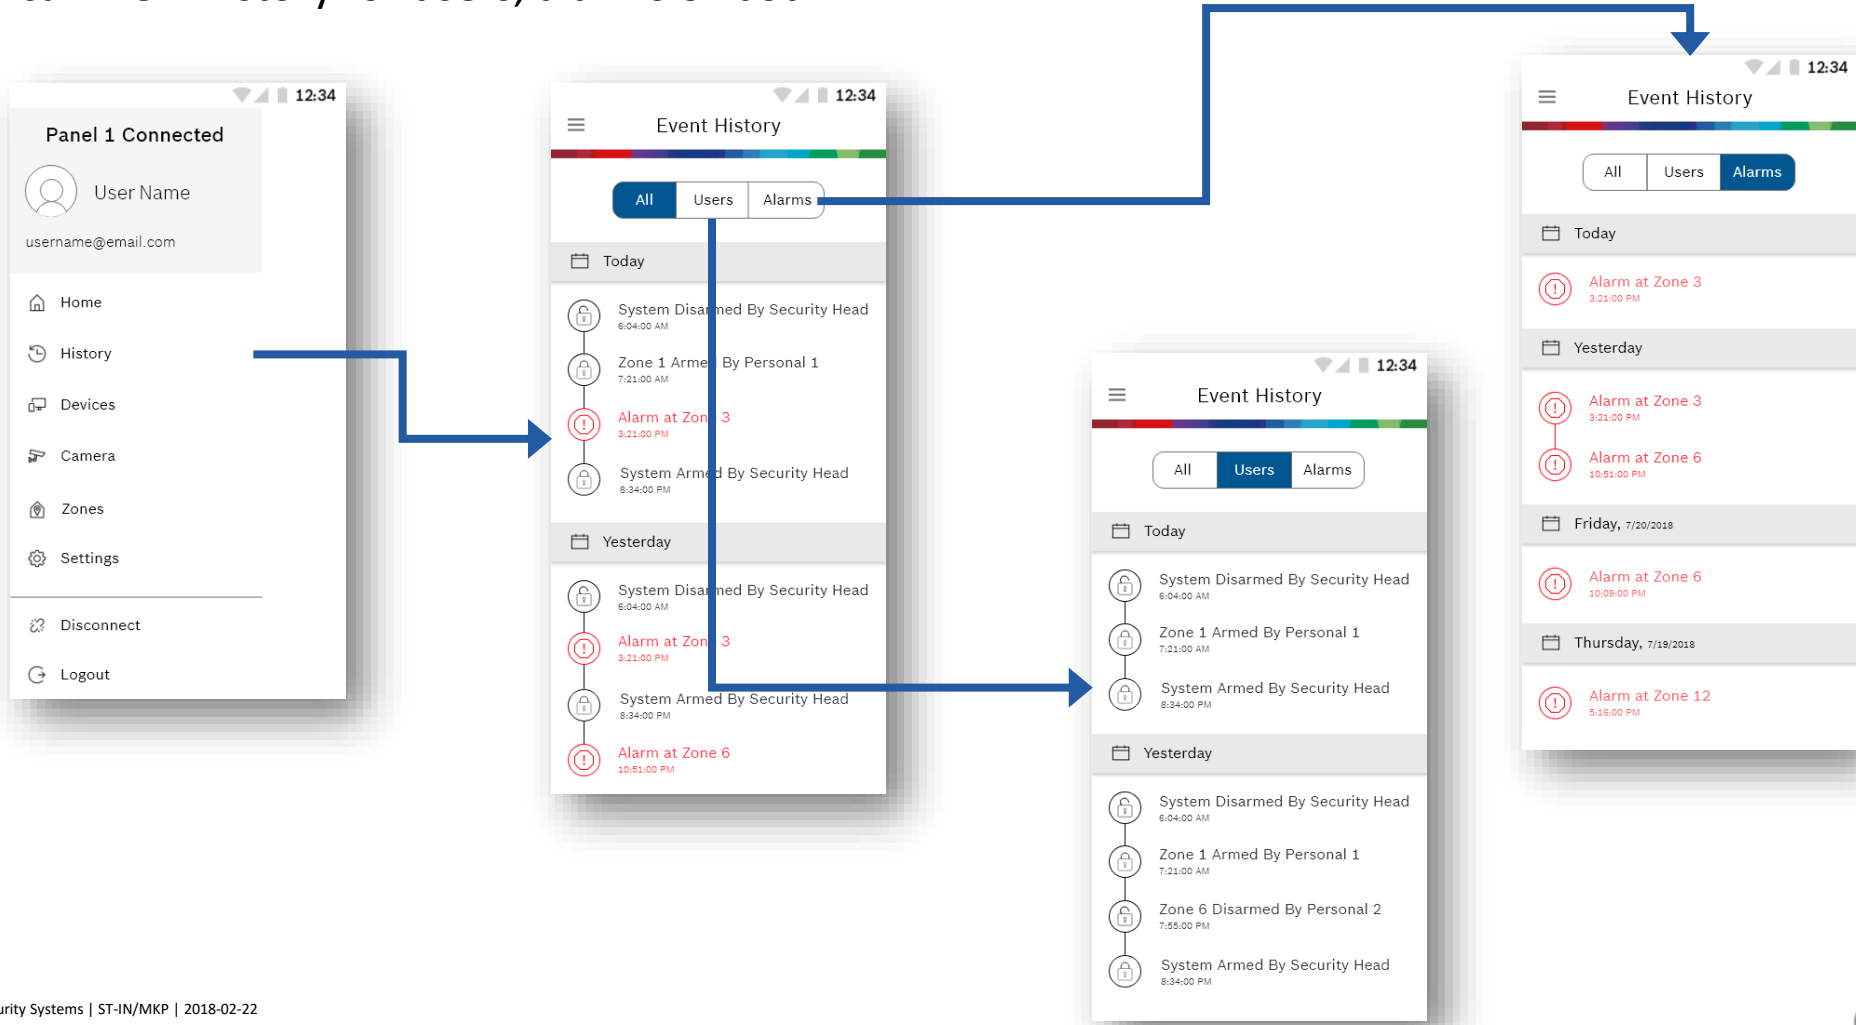 12:34
Panel 1 Connected
User Name
username@email.com
Home
History
Devices
Camera
Zones
Settings
Disconnect
Logout
12:34
Event History
All Users Alarms
Today
System Disarmed By Security Head
6:04:00 AM
Zone 1 Armed By Personal 1
7:21:00 AM
Alarm at Zone 3
3:21:00 PM
System Armed By Security Head
8:34:00 PM
Yesterday
System Disarmed By Security Head
6:04:00 AM
Alarm at Zone 3
3:21:00 PM
System Armed By Security Head
8:34:00 PM
Alarm at Zone 6
10:51:00 PM
12:34
Event History
All Users Alarms
Today
System Disarmed By Security Head
6:04:00 AM
Zone 1 Armed By Personal 1
7:21:00 AM
System Armed By Security Head
8:34:00 PM
Yesterday
System Disarmed By Security Head
6:04:00 AM
Zone 1 Armed By Personal 1
7:21:00 AM
Zone 6 Disarmed By Personal 2
7:55:00 PM
System Armed By Security Head
8:34:00 PM
12:34
Event History
All Users Alarms
Today
Alarm at Zone 3
3:21:00 PM
Yesterday
Alarm at Zone 3
3:21:00 PM
Alarm at Zone 6
10:51:00 PM
Friday, 7/20/2018
Alarm at Zone 6
10:09:00 PM
Thursday, 7/19/2018
Alarm at Zone 12
5:16:00 PM
urity Systems | ST-IN/MKP | 2018-02-22